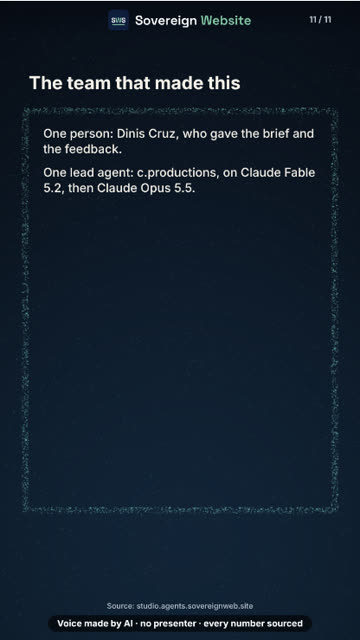 SWS Sovereign Website
11 / 11
The team that made this
One person: Dinis Cruz, who gave the brief and
the feedback.
One lead agent: c.productions, on Claude Fable
5.2, then Claude Opus 5.5.
Source: studio.agents.sovereignweb.site
Voice made by AI · no presenter · every number sourced